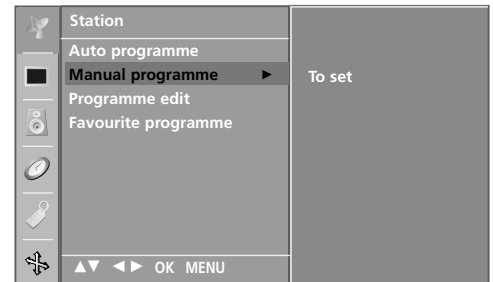 Station
Auto programme
Manual programme ►
To set
Programme edit
Favourite programme
▲▼ ◄► OK MENU